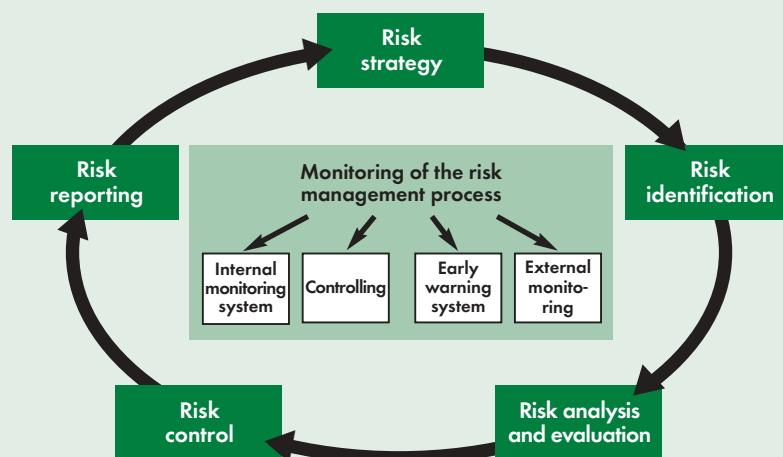 Risk
strategy
Risk
reporting
Monitoring of the risk
management process
Risk
identification
Internal
monitoring
system
Controlling
Early
warning
system
External
monito-
ring
Risk
control
Risk analysis
and evaluation